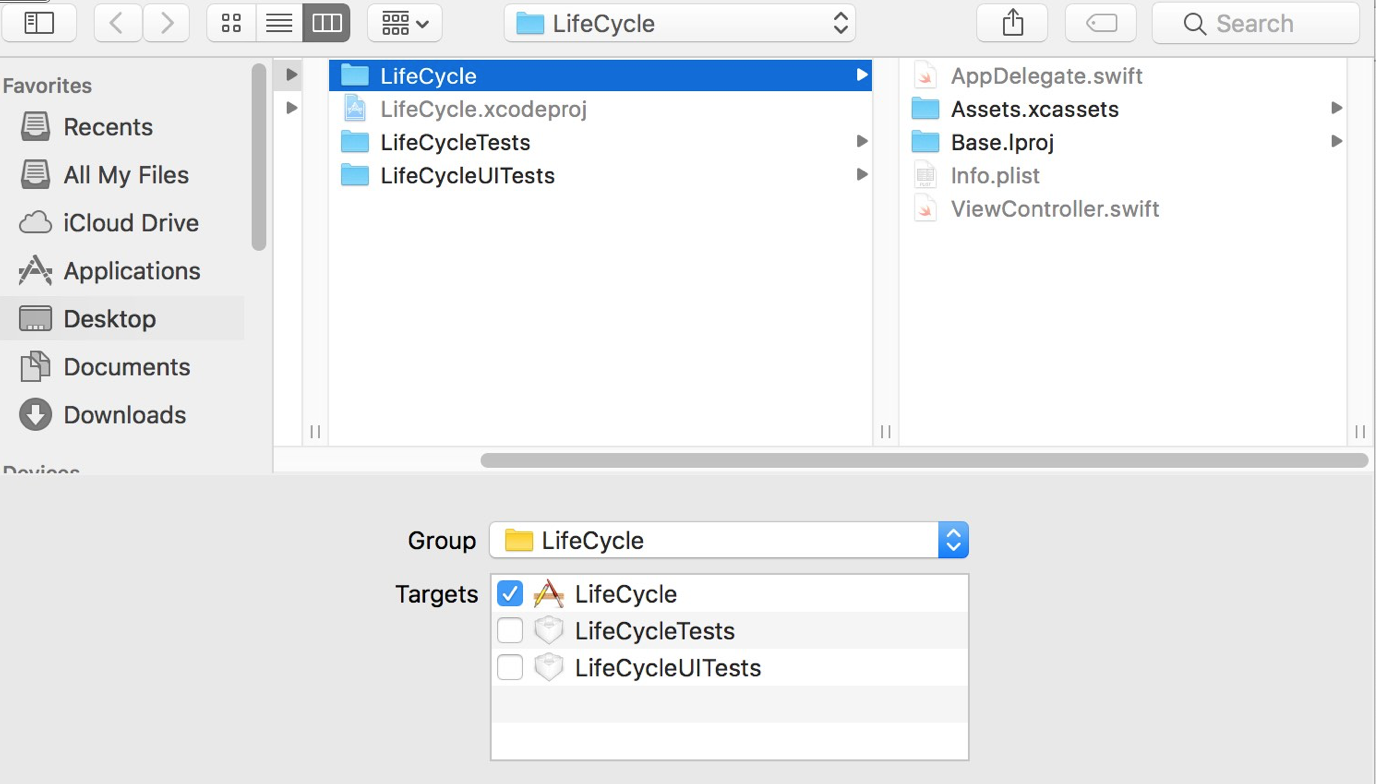 LifeCycle
Search
Favorites
Recents
All My Files
iCloud Drive
Applications
Desktop
Documents
Downloads
Devices
LifeCycle
LifeCycle.xcodeproj
LifeCycleTests
LifeCycleUITests
AppDelegate.swift
Assets.xcassets
Base.lproj
Info.plist
ViewController.swift
Group LifeCycle
Targets LifeCycle
LifeCycleTests
LifeCycleUITests